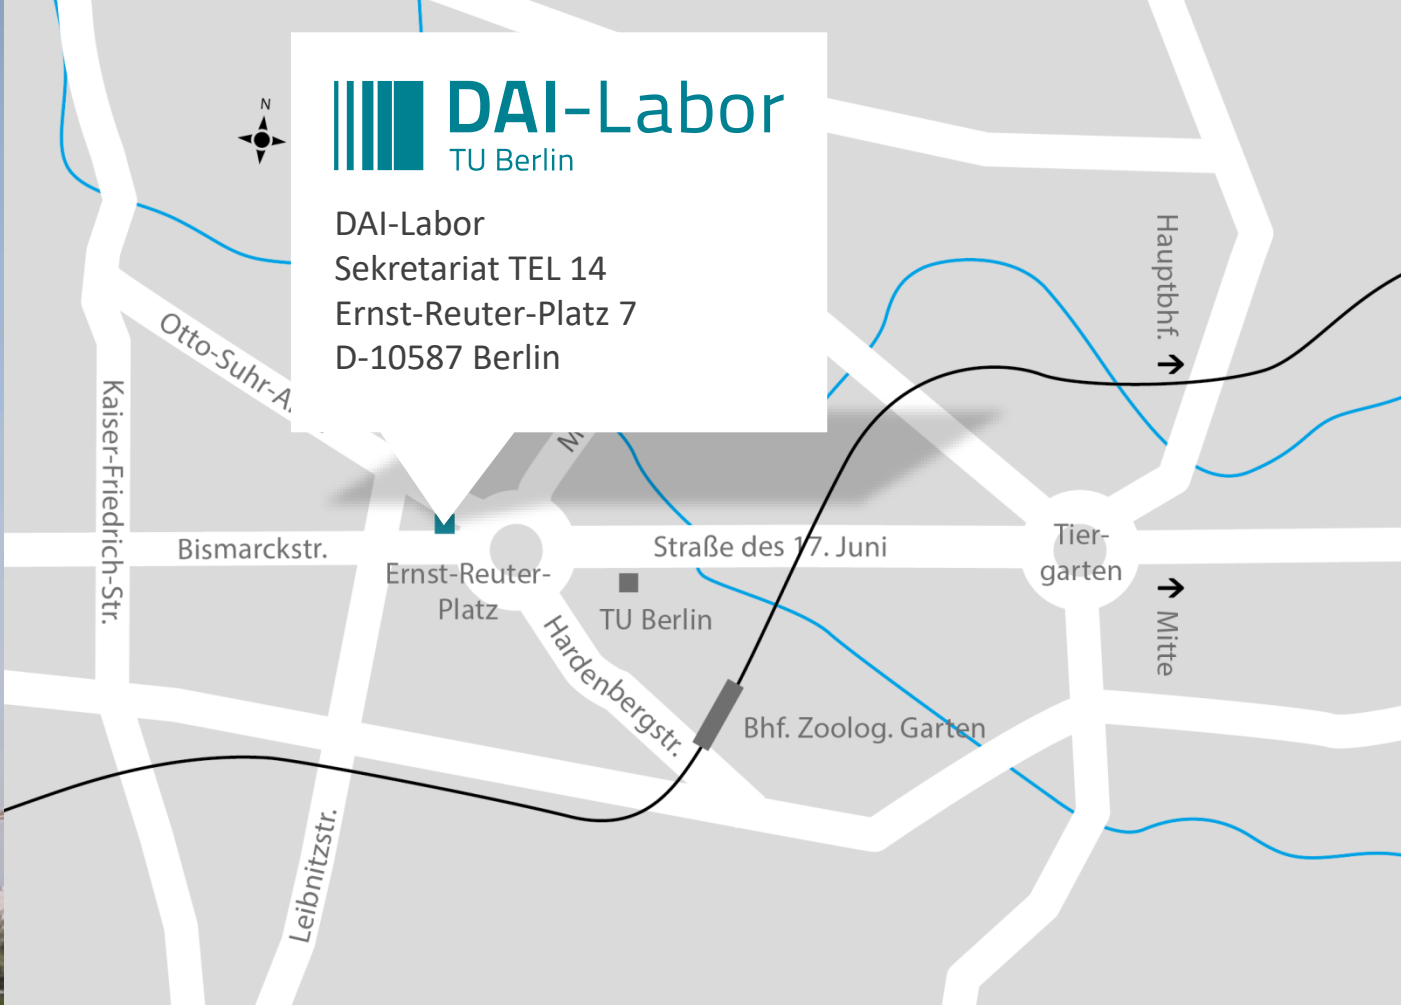 N
DAI-Labor
TU Berlin
DAI-Labor
Sekretariat TEL 14
Ernst-Reuter-Platz 7
D-10587 Berlin
Hauptbhf.
Otto-Suhr-A
Kaiser-Friedrich-Str.
M
Bismarckstr.
Straße des 17. Juni
Tier-
garten
Ernst-Reuter-
Platz
TU Berlin
Mitte
Hardenbergstr.
Bhf. Zoolog. Garten
Leibnitzstr.